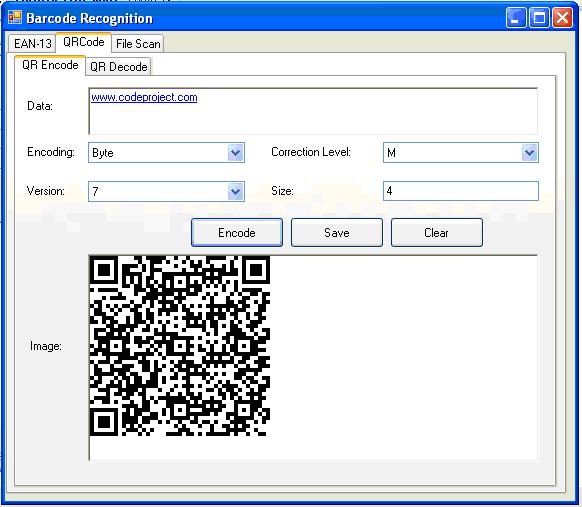 Barcode Recognition
EAN-13 QRCode File Scan
QR Encode QR Decode
Data: www.codeproject.com
Encoding: Byte Correction Level: M
Version: 7 Size: 4
Encode Save Clear
Image: